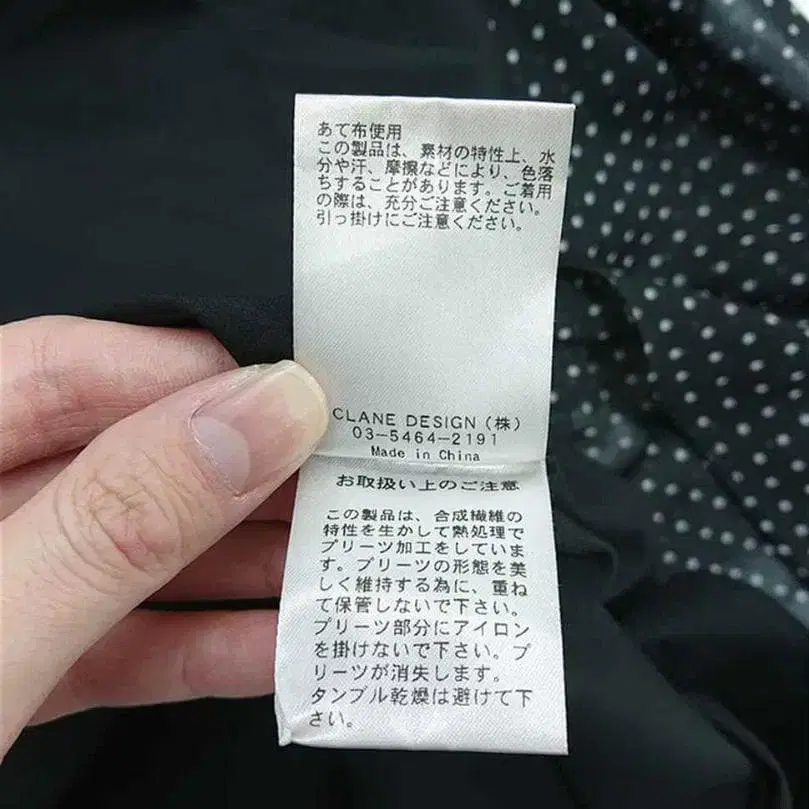 あて布使用
この製品は、素材の特性上、水
分や汗、摩擦などにより、色落
ちすることがあります。ご着用
の際は、充分ご注意ください。
引っ掛けにご注意ください。
CLANE DESIGN（株）
03-5464-2191
Made in China
お取扱い上のご注意
この製品は、合成繊維の
特性を生かして熱処理で
プリーツ加工をしていま
す。プリーツの形態を美
しく維持する為に、重ね
て保管しないで下さい。
プリーツ部分にアイロン
を掛けないで下さい。プ
リーツが消失します。
タンブル乾燥は避けて下
さい。